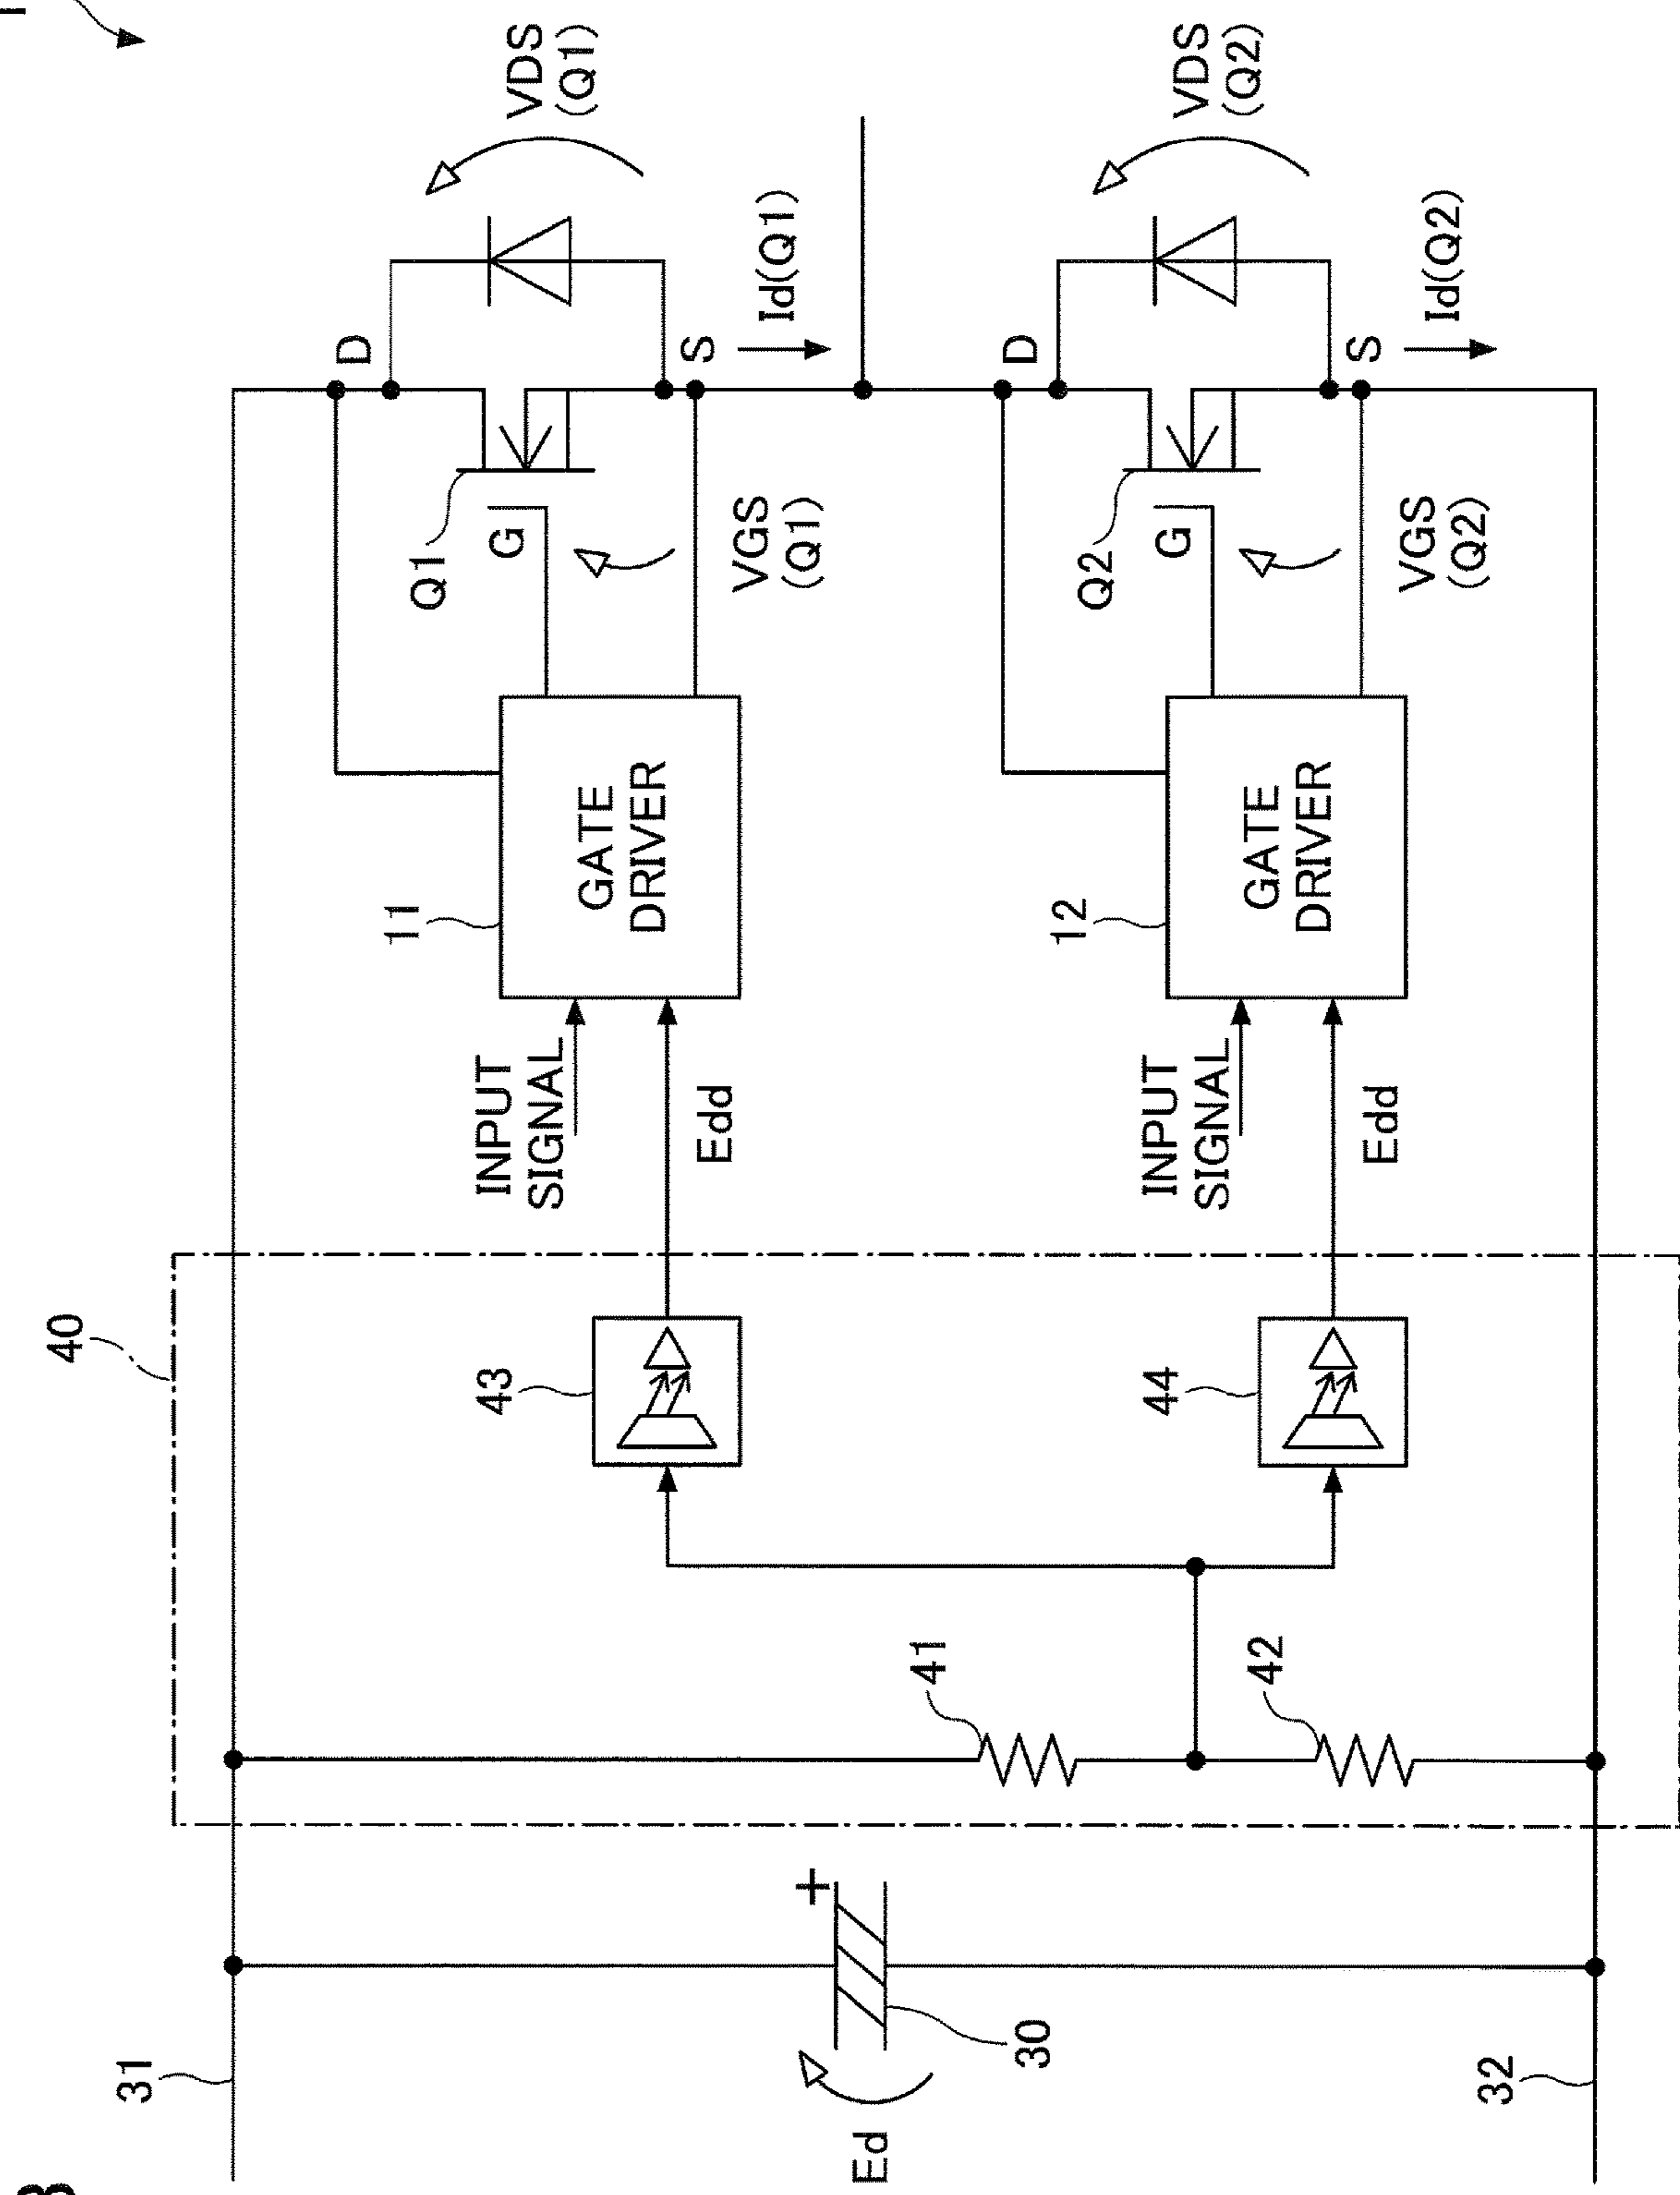 3
1
40
31
D
11
Q1
43
INPUT
SIGNAL
G
VDS
(Q1)
GATE
DRIVER
S
Edd
VGS
(Q1)
Id(Q1)
+
Ed
41
30
D
12
Q2
44
INPUT
SIGNAL
G
VDS
(Q2)
42
GATE
DRIVER
S
Edd
VGS
(Q2)
Id(Q2)
32